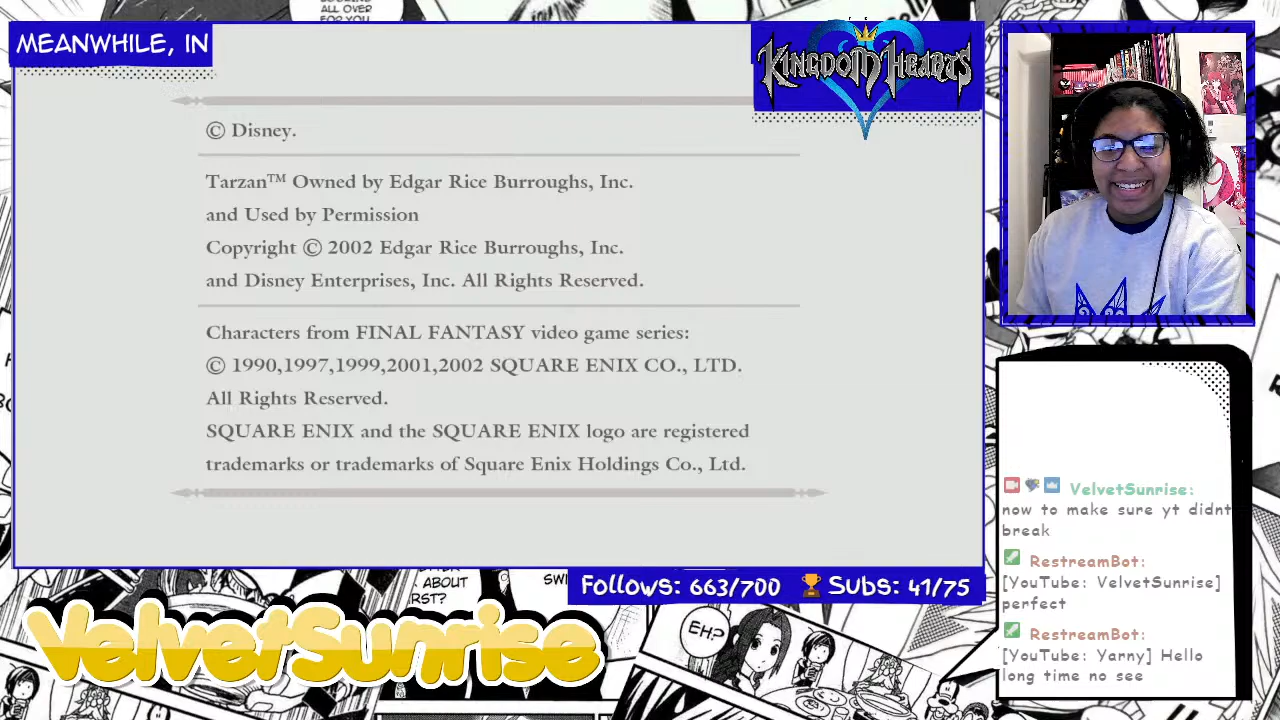 LOOKING
ALL OVER
FOR YOU
MEANWHILE, IN
KINGDOM HEARTS
© Disney.
Tarzan™ Owned by Edgar Rice Burroughs, Inc.
and Used by Permission
Copyright © 2002 Edgar Rice Burroughs, Inc.
and Disney Enterprises, Inc. All Rights Reserved.
Characters from FINAL FANTASY video game series:
© 1990,1997,1999,2001,2002 SQUARE ENIX CO., LTD.
All Rights Reserved.
SQUARE ENIX and the SQUARE ENIX logo are registered
trademarks or trademarks of Square Enix Holdings Co., Ltd.
VelvetSunrise:
now to make sure yt didnt
break
RestreamBot:
[YouTube: VelvetSunrise]
perfect
RestreamBot:
[YouTube: Yarny] Hello
long time no see
Follows: 663/700 🏆 Subs: 41/75
ABOUT
EH?
VelvetSunrise